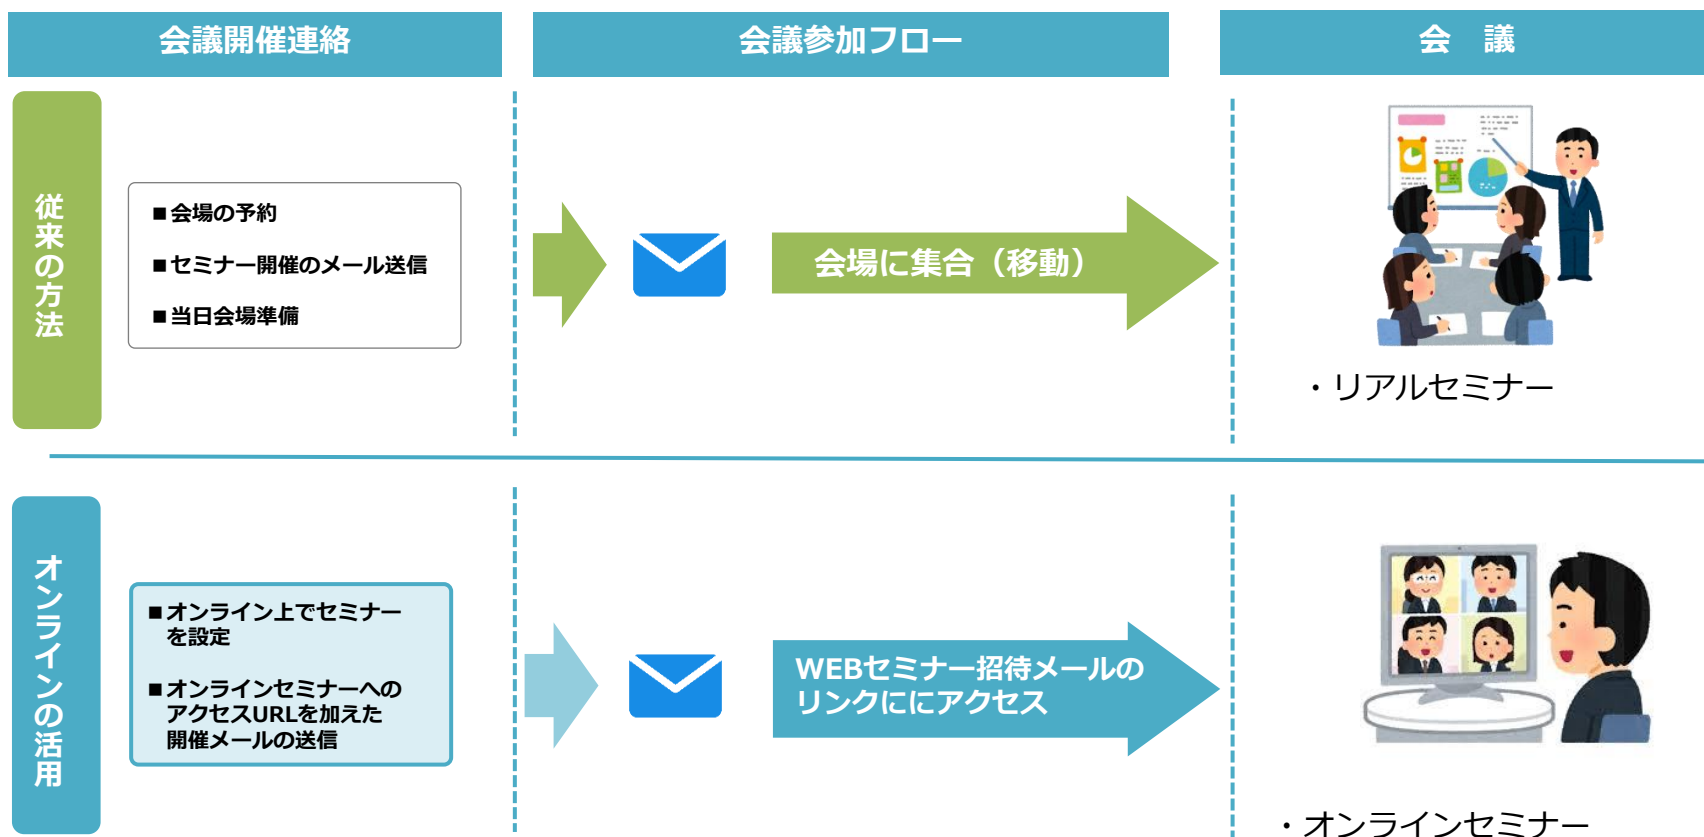 会議開催連絡
会議参加フロー
会　議
従来の方法
■会場の予約
■セミナー開催のメール送信
■当日会場準備
会場に集合（移動）
・リアルセミナー
オンラインの活用
■オンライン上でセミナー
を設定
■オンラインセミナーへの
アクセスURLを加えた
開催メールの送信
WEBセミナー招待メールの
リンクににアクセス
・オンラインセミナー